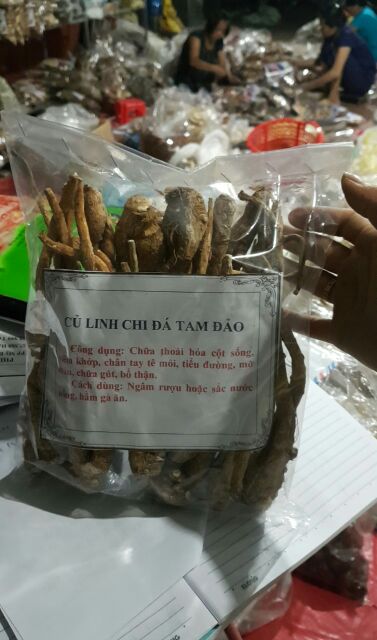 CỦ LINH CHI ĐÁ TAM ĐẢO
Công dụng: Chữa thoái hóa cột sống,
khớp, chân tay tê mỏi, tiểu đường, mỡ
chữa gút, bổ thận.
Cách dùng: Ngâm rượu hoặc sắc nước
hầm gà ăn.